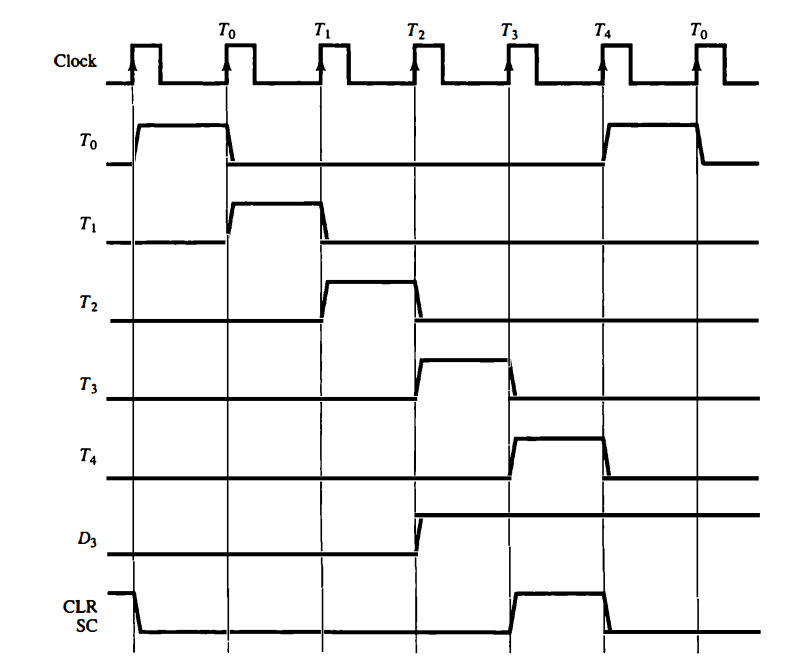 T₀ T₁ T₂ T₃ T₄ T₀
Clock
T₀
T₁
T₂
T₃
T₄
D₃
CLR
SC